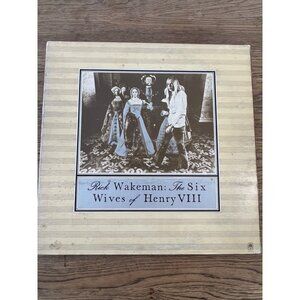 Rick Wakeman: The Six
Wives of Henry VIII